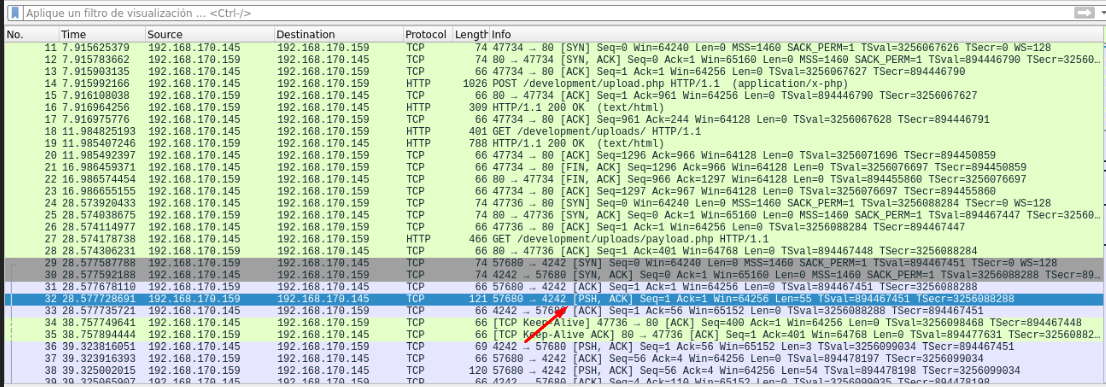 Aplique un filtro de visualización … <Ctrl-/>
No. Time Source Destination Protocol Length Info
11 7.915625379 192.168.170.145 192.168.170.159 TCP 74 47734 → 80 [SYN] Seq=0 Win=64240 Len=0 MSS=1460 SACK_PERM=1 TSval=3256067626 TSecr=0 WS=128
12 7.915783662 192.168.170.159 192.168.170.145 TCP 74 80 → 47734 [SYN, ACK] Seq=0 Ack=1 Win=65160 Len=0 MSS=1460 SACK_PERM=1 TSval=894446790 TSecr=32560…
13 7.915903135 192.168.170.145 192.168.170.159 TCP 66 47734 → 80 [ACK] Seq=1 Ack=1 Win=64256 Len=0 TSval=3256067627 TSecr=894446790
14 7.915992166 192.168.170.145 192.168.170.159 HTTP 1026 POST /development/upload.php HTTP/1.1 (application/x-php)
15 7.916108038 192.168.170.159 192.168.170.145 TCP 66 80 → 47734 [ACK] Seq=1 Ack=961 Win=64256 Len=0 TSval=894446790 TSecr=3256067627
16 7.916964256 192.168.170.159 192.168.170.145 HTTP 309 HTTP/1.1 200 OK (text/html)
17 7.916975776 192.168.170.145 192.168.170.159 TCP 66 47734 → 80 [ACK] Seq=961 Ack=244 Win=64128 Len=0 TSval=3256067628 TSecr=894446791
18 11.984825193 192.168.170.145 192.168.170.159 HTTP 401 GET /development/uploads/ HTTP/1.1
19 11.985407246 192.168.170.159 192.168.170.145 HTTP 788 HTTP/1.1 200 OK (text/html)
20 11.985492397 192.168.170.145 192.168.170.159 TCP 66 47734 → 80 [ACK] Seq=1296 Ack=966 Win=64128 Len=0 TSval=3256071696 TSecr=894450859
21 16.986459371 192.168.170.145 192.168.170.159 TCP 66 47734 → 80 [FIN, ACK] Seq=1296 Ack=966 Win=64128 Len=0 TSval=3256076697 TSecr=894450859
22 16.986574454 192.168.170.159 192.168.170.145 TCP 66 80 → 47734 [FIN, ACK] Seq=966 Ack=1297 Win=64128 Len=0 TSval=894455860 TSecr=3256076697
23 16.986655155 192.168.170.145 192.168.170.159 TCP 66 47734 → 80 [ACK] Seq=1297 Ack=967 Win=64128 Len=0 TSval=3256076697 TSecr=894455860
24 28.573920433 192.168.170.145 192.168.170.159 TCP 74 47736 → 80 [SYN] Seq=0 Win=64240 Len=0 MSS=1460 SACK_PERM=1 TSval=3256088284 TSecr=0 WS=128
25 28.574038675 192.168.170.159 192.168.170.145 TCP 74 80 → 47736 [SYN, ACK] Seq=0 Ack=1 Win=65160 Len=0 MSS=1460 SACK_PERM=1 TSval=894467447 TSecr=32560…
26 28.574114977 192.168.170.145 192.168.170.159 TCP 66 47736 → 80 [ACK] Seq=1 Ack=1 Win=64256 Len=0 TSval=3256088284 TSecr=894467447
27 28.574178738 192.168.170.145 192.168.170.159 HTTP 466 GET /development/uploads/payload.php HTTP/1.1
28 28.574306231 192.168.170.159 192.168.170.145 TCP 66 80 → 47736 [ACK] Seq=1 Ack=401 Win=64768 Len=0 TSval=894467448 TSecr=3256088284
29 28.577587788 192.168.170.159 192.168.170.145 TCP 74 57680 → 4242 [SYN] Seq=0 Win=64240 Len=0 MSS=1460 SACK_PERM=1 TSval=894467451 TSecr=0 WS=128
30 28.577592188 192.168.170.145 192.168.170.159 TCP 74 4242 → 57680 [SYN, ACK] Seq=0 Ack=1 Win=65160 Len=0 MSS=1460 SACK_PERM=1 TSval=3256088288 TSecr=89…
31 28.577678110 192.168.170.159 192.168.170.145 TCP 66 57680 → 4242 [ACK] Seq=1 Ack=1 Win=64256 Len=0 TSval=894467451 TSecr=3256088288
32 28.577728691 192.168.170.159 192.168.170.145 TCP 121 57680 → 4242 [PSH, ACK] Seq=1 Ack=1 Win=64256 Len=55 TSval=894467451 TSecr=3256088288
33 28.577735721 192.168.170.145 192.168.170.159 TCP 66 4242 → 57680 [ACK] Seq=1 Ack=56 Win=65152 Len=0 TSval=3256088288 TSecr=894467451
34 38.757749641 192.168.170.145 192.168.170.159 TCP 66 [TCP Keep-Alive] 47736 → 80 [ACK] Seq=400 Ack=1 Win=64256 Len=0 TSval=3256098468 TSecr=894467448
35 38.757894444 192.168.170.159 192.168.170.145 TCP 66 [TCP Keep-Alive ACK] 80 → 47736 [ACK] Seq=1 Ack=401 Win=64768 Len=0 TSval=894477631 TSecr=32560882…
36 39.323816051 192.168.170.145 192.168.170.159 TCP 69 4242 → 57680 [PSH, ACK] Seq=1 Ack=56 Win=65152 Len=3 TSval=3256099034 TSecr=894467451
37 39.323916393 192.168.170.159 192.168.170.145 TCP 66 57680 → 4242 [ACK] Seq=56 Ack=4 Win=64256 Len=0 TSval=894478197 TSecr=3256099034
38 39.325002015 192.168.170.159 192.168.170.145 TCP 120 57680 → 4242 [PSH, ACK] Seq=56 Ack=4 Win=64256 Len=54 TSval=894478198 TSecr=3256099034